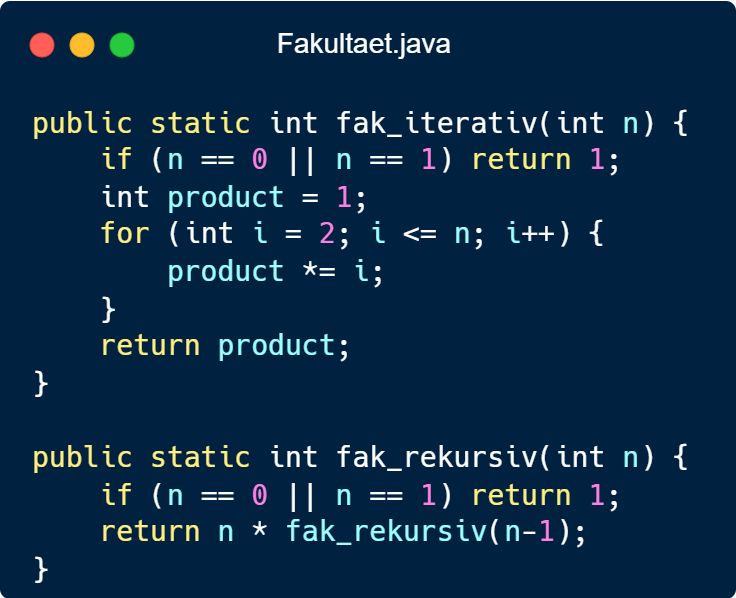 Fakultaet.java
public static int fak_iterativ(int n) {
    if (n == 0 || n == 1) return 1;
    int product = 1;
    for (int i = 2; i <= n; i++) {
        product *= i;
    }
    return product;
}
public static int fak_rekursiv(int n) {
    if (n == 0 || n == 1) return 1;
    return n * fak_rekursiv(n-1);
}